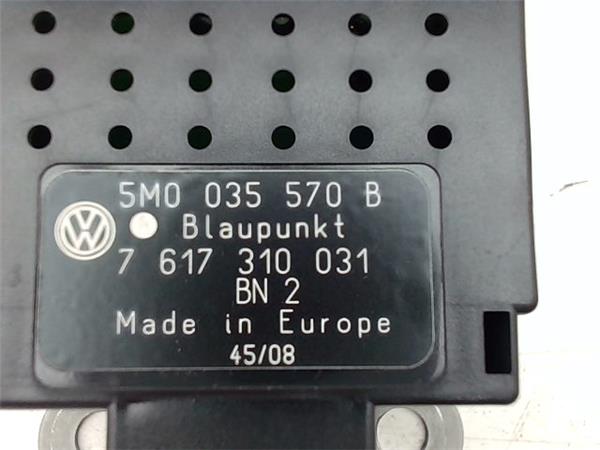 5M0 035 570 B
Blaupunkt
7 617 310 031
BN 2
Made in Europe
45/08